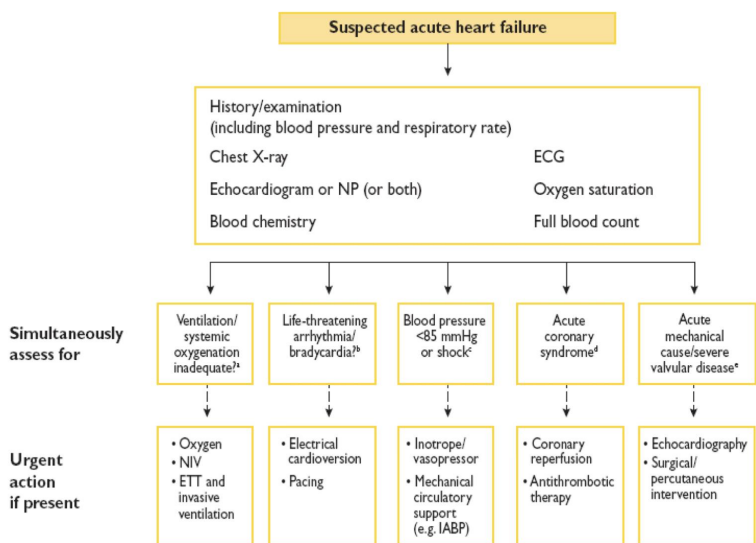 Suspected acute heart failure
History/examination
(including blood pressure and respiratory rate)
Chest X-ray
ECG
Echocardiogram or NP (or both)
Oxygen saturation
Blood chemistry
Full blood count
Simultaneously
assess for
Ventilation/
systemic
oxygenation
inadequate?ᵃ
Life-threatening
arrhythmia/
bradycardia?ᵇ
Blood pressure
<85 mmHg
or shockᶜ
Acute
coronary
syndromeᵈ
Acute
mechanical
cause/severe
valvular diseaseᵉ
Urgent
action
if present
• Oxygen
• NIV
• ETT and
invasive
ventilation
• Electrical
cardioversion
• Pacing
• Inotrope/
vasopressor
• Mechanical
circulatory
support
(e.g. IABP)
• Coronary
reperfusion
• Antithrombotic
therapy
• Echocardiography
• Surgical/
percutaneous
intervention